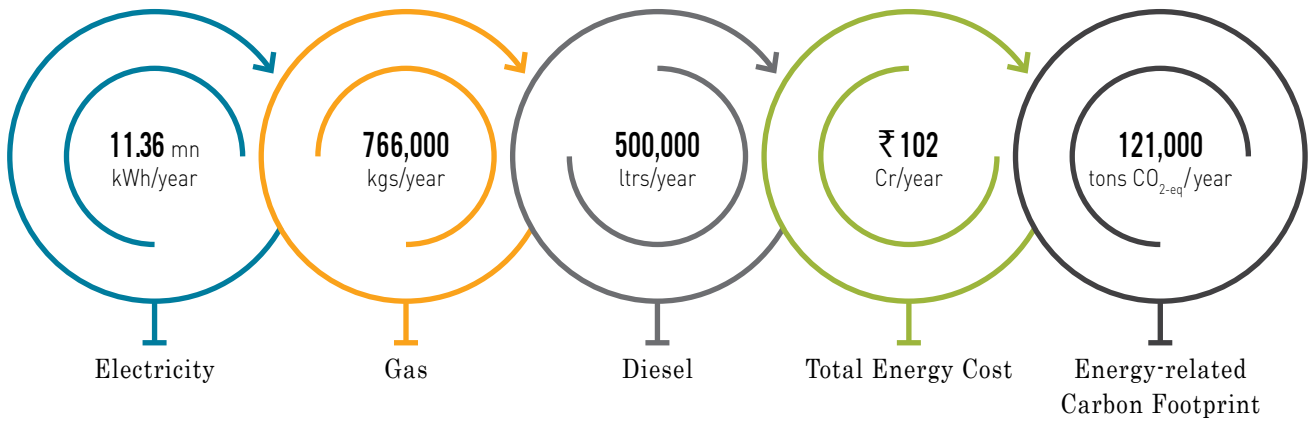 11.36 mn
kWh/year
Electricity
766,000
kgs/year
Gas
500,000
ltrs/year
Diesel
₹ 102
Cr/year
Total Energy Cost
121,000
tons CO2-eq/year
Energy-related
Carbon Footprint